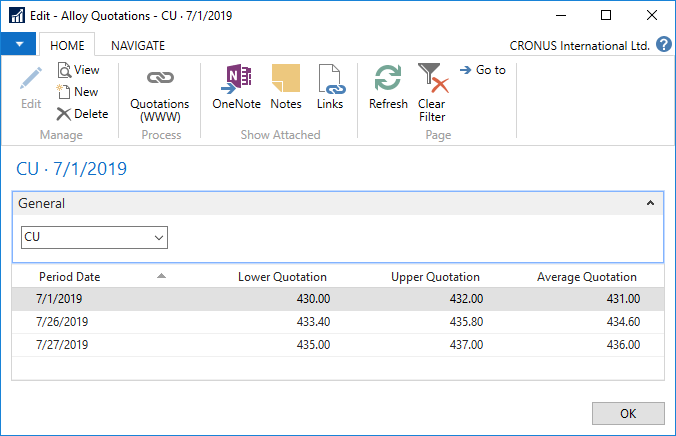 Edit - Alloy Quotations - CU · 7/1/2019
HOME NAVIGATE CRONUS International Ltd. ?
Edit
View
New
Delete
Manage
Quotations
(WWW)
Process
N
OneNote
Notes
Links
Show Attached
Refresh
Clear
Filter
Go to
Page
CU · 7/1/2019
General
CU
Period Date Lower Quotation Upper Quotation Average Quotation
7/1/2019 430.00 432.00 431.00
7/26/2019 433.40 435.80 434.60
7/27/2019 435.00 437.00 436.00
OK